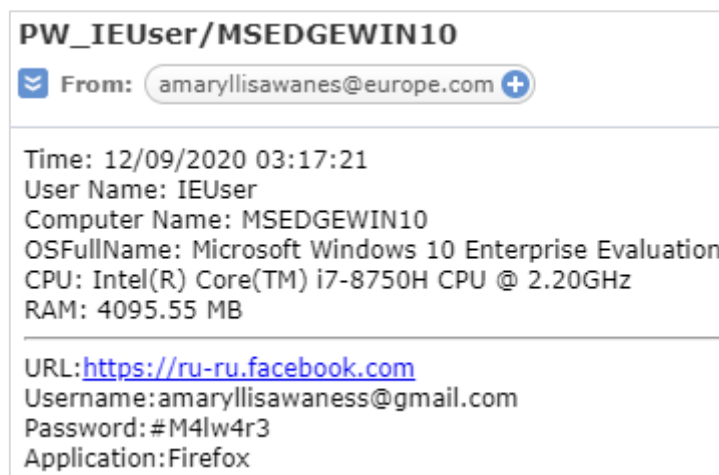 PW_IEUser/MSEDGEWIN10
From: amaryllisawanes@europe.com
Time: 12/09/2020 03:17:21
User Name: IEUser
Computer Name: MSEDGEWIN10
OSFullName: Microsoft Windows 10 Enterprise Evaluation
CPU: Intel(R) Core(TM) i7-8750H CPU @ 2.20GHz
RAM: 4095.55 MB
URL:https://ru-ru.facebook.com
Username:amaryllisawaness@gmail.com
Password:#M4lw4r3
Application:Firefox